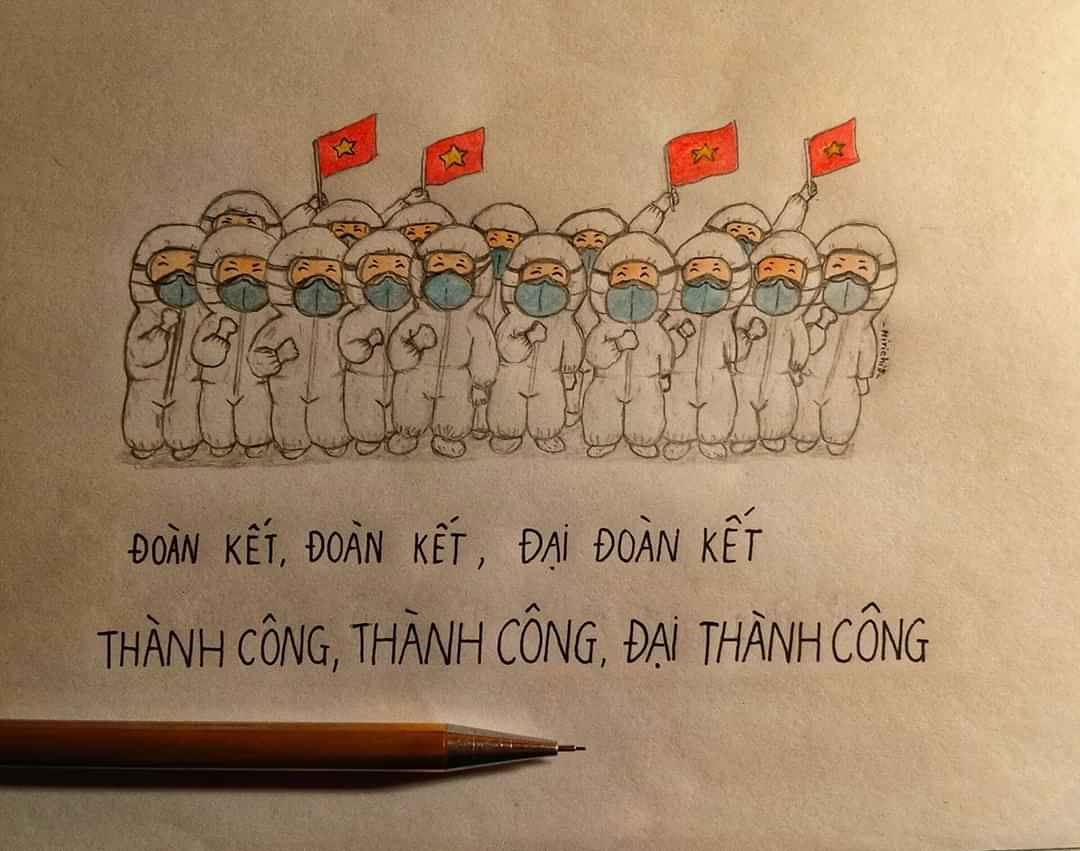 ĐOÀN KẾT, ĐOÀN KẾT, ĐẠi ĐOÀN KẾT
THÀNH CÔNG, THÀNH CÔNG, ĐẠi THÀNH CÔNG